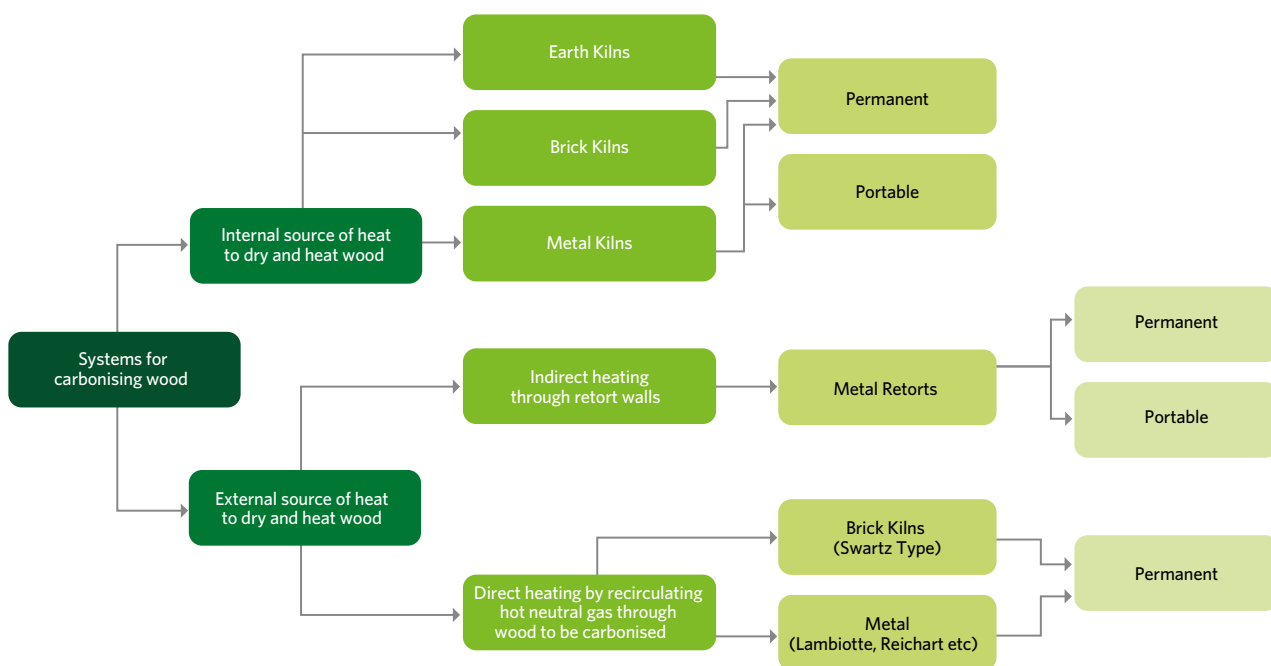 Earth Kilns
Permanent
Brick Kilns
Portable
Internal source of heat
to dry and heat wood
Metal Kilns
Systems for
carbonising wood
Indirect heating
through retort walls
Metal Retorts
Permanent
Portable
External source of heat
to dry and heat wood
Brick Kilns
(Swartz Type)
Direct heating by recirculating
hot neutral gas through
wood to be carbonised
Metal
(Lambiotte, Reichart etc)
Permanent